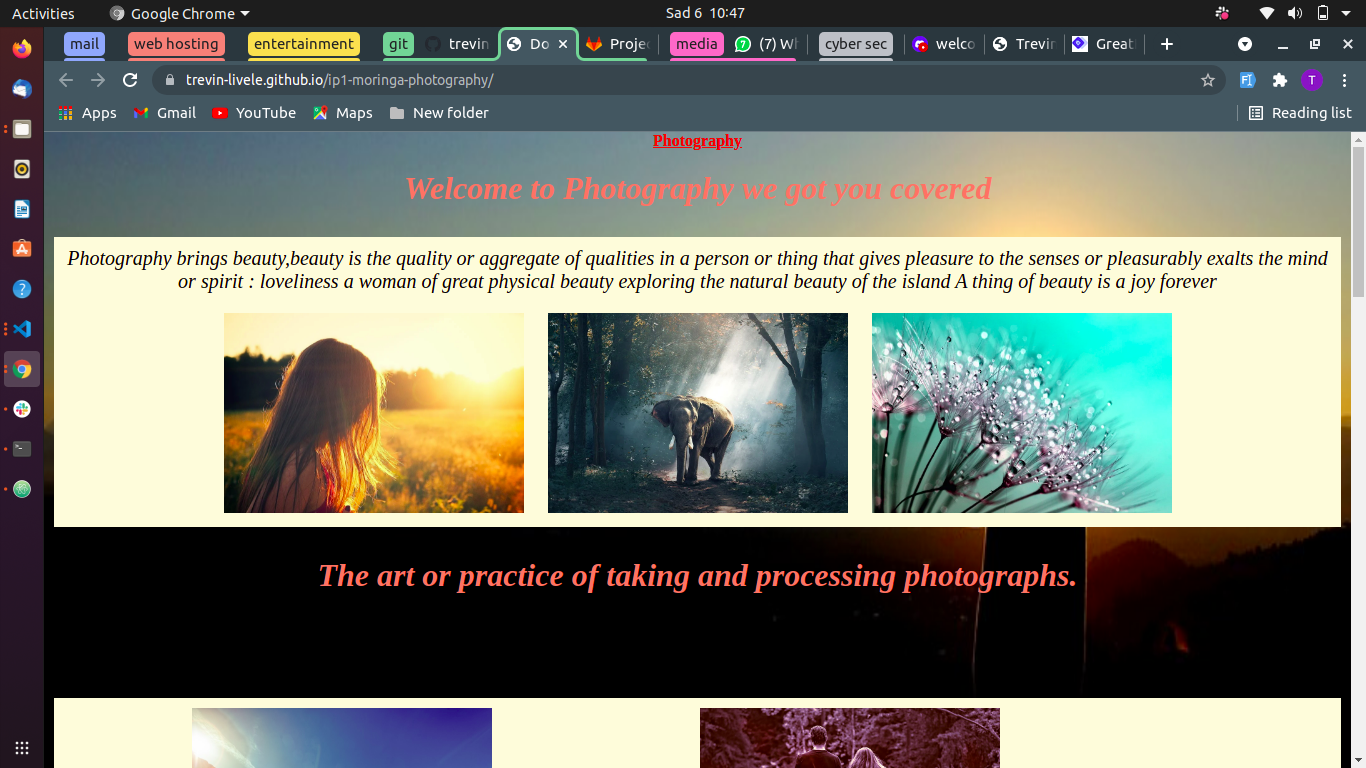 Activities Google Chrome Sad 6 10:47
mail web hosting entertainment git trevin Do Proje media (7) Wh cyber sec welco Trevin Great
trevin-livele.github.io/ip1-moringa-photography/ T
Apps Gmail YouTube Maps New folder Reading list
Photography
Welcome to Photography we got you covered
Photography brings beauty,beauty is the quality or aggregate of qualities in a person or thing that gives pleasure to the senses or pleasurably exalts the mind
or spirit : loveliness a woman of great physical beauty exploring the natural beauty of the island A thing of beauty is a joy forever
The art or practice of taking and processing photographs.